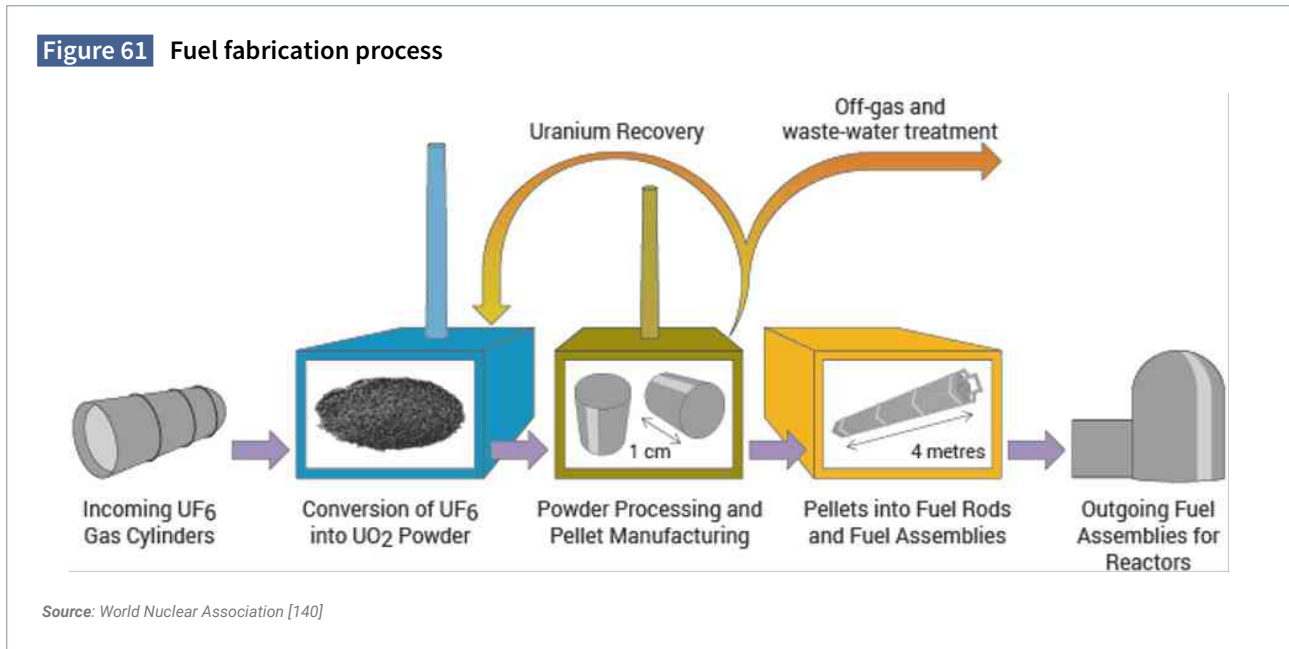 Figure 61 Fuel fabrication process
Uranium Recovery
Off-gas and
waste-water treatment
1 cm
4 metres
Incoming UF6
Gas Cylinders
Conversion of UF6
into UO2 Powder
Powder Processing and
Pellet Manufacturing
Pellets into Fuel Rods
and Fuel Assemblies
Outgoing Fuel
Assemblies for
Reactors
Source: World Nuclear Association [140]